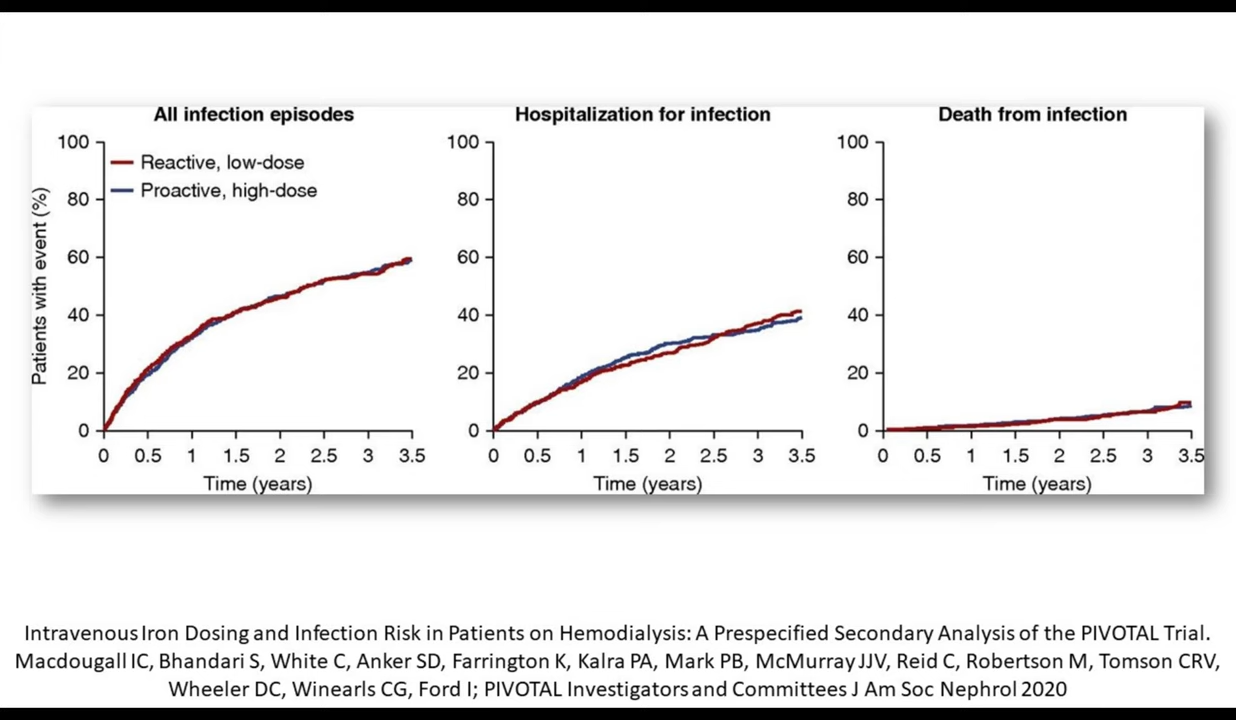 All infection episodes
100
80
60
40
20
0
Patients with event (%)
Reactive, low-dose
Proactive, high-dose
0 0.5 1 1.5 2 2.5 3 3.5
Time (years)
Hospitalization for infection
100
80
60
40
20
0
0 0.5 1 1.5 2 2.5 3 3.5
Time (years)
Death from infection
100
80
60
40
20
0
0 0.5 1 1.5 2 2.5 3 3.5
Time (years)
Intravenous Iron Dosing and Infection Risk in Patients on Hemodialysis: A Prespecified Secondary Analysis of the PIVOTAL Trial.
Macdougall IC, Bhandari S, White C, Anker SD, Farrington K, Kalra PA, Mark PB, McMurray JJV, Reid C, Robertson M, Tomson CRV,
Wheeler DC, Winearls CG, Ford I; PIVOTAL Investigators and Committees J Am Soc Nephrol 2020